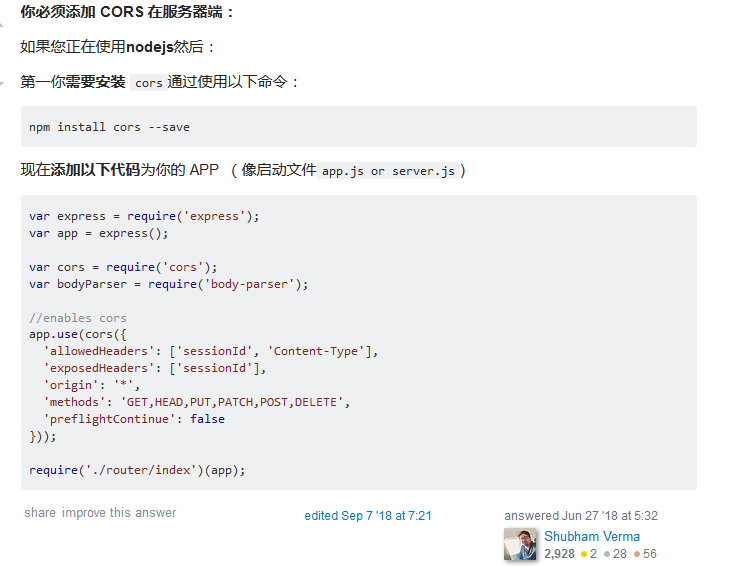 你必须添加 CORS 在服务器端：
如果您正在使用nodejs然后：
第一你需要安装 cors 通过使用以下命令：
npm install cors --save
现在添加以下代码为你的 APP （像启动文件 app.js or server.js )
var express = require('express');
var app = express();
var cors = require('cors');
var bodyParser = require('body-parser');
//enables cors
app.use(cors({
  'allowedHeaders': ['sessionId', 'Content-Type'],
  'exposedHeaders': ['sessionId'],
  'origin': '*',
  'methods': 'GET,HEAD,PUT,PATCH,POST,DELETE',
  'preflightContinue': false
}));
require('./router/index')(app);
share improve this answer edited Sep 7 '18 at 7:21 answered Jun 27 '18 at 5:32
Shubham Verma
2,928 ●2 ●28 ●56